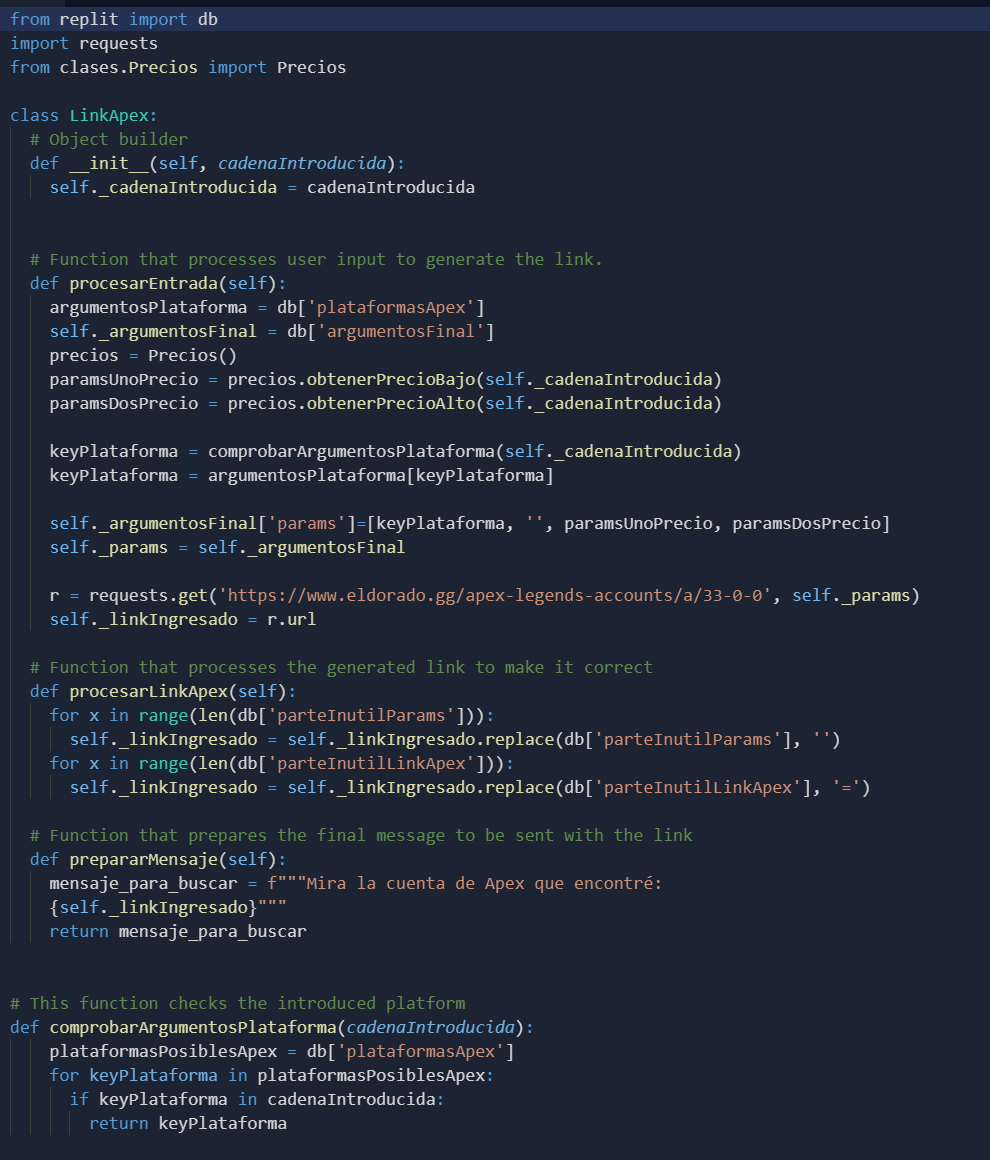 from replit import db
import requests
from clases.Precios import Precios
class LinkApex:
# Object builder
def __init__(self, cadenaIntroducida):
self._cadenaIntroducida = cadenaIntroducida
# Function that processes user input to generate the link.
def procesarEntrada(self):
argumentosPlataforma = db['plataformasApex']
self._argumentosFinal = db['argumentosFinal']
precios = Precios()
paramsUnoPrecio = precios.obtenerPrecioBajo(self._cadenaIntroducida)
paramsDosPrecio = precios.obtenerPrecioAlto(self._cadenaIntroducida)
keyPlataforma = comprobarArgumentosPlataforma(self._cadenaIntroducida)
keyPlataforma = argumentosPlataforma[keyPlataforma]
self._argumentosFinal['params']=[keyPlataforma, '', paramsUnoPrecio, paramsDosPrecio]
self._params = self._argumentosFinal
r = requests.get('https://www.eldorado.gg/apex-legends-accounts/a/33-0-0', self._params)
self._linkIngresado = r.url
# Function that processes the generated link to make it correct
def procesarLinkApex(self):
for x in range(len(db['parteInutilParams'])):
self._linkIngresado = self._linkIngresado.replace(db['parteInutilParams'], '')
for x in range(len(db['parteInutilLinkApex'])):
self._linkIngresado = self._linkIngresado.replace(db['parteInutilLinkApex'], '=')
# Function that prepares the final message to be sent with the link
def prepararMensaje(self):
mensaje_para_buscar = f"""Mira la cuenta de Apex que encontré:
{self._linkIngresado}"""
return mensaje_para_buscar
# This function checks the introduced platform
def comprobarArgumentosPlataforma(cadenaIntroducida):
plataformasPosiblesApex = db['plataformasApex']
for keyPlataforma in plataformasPosiblesApex:
if keyPlataforma in cadenaIntroducida:
return keyPlataforma